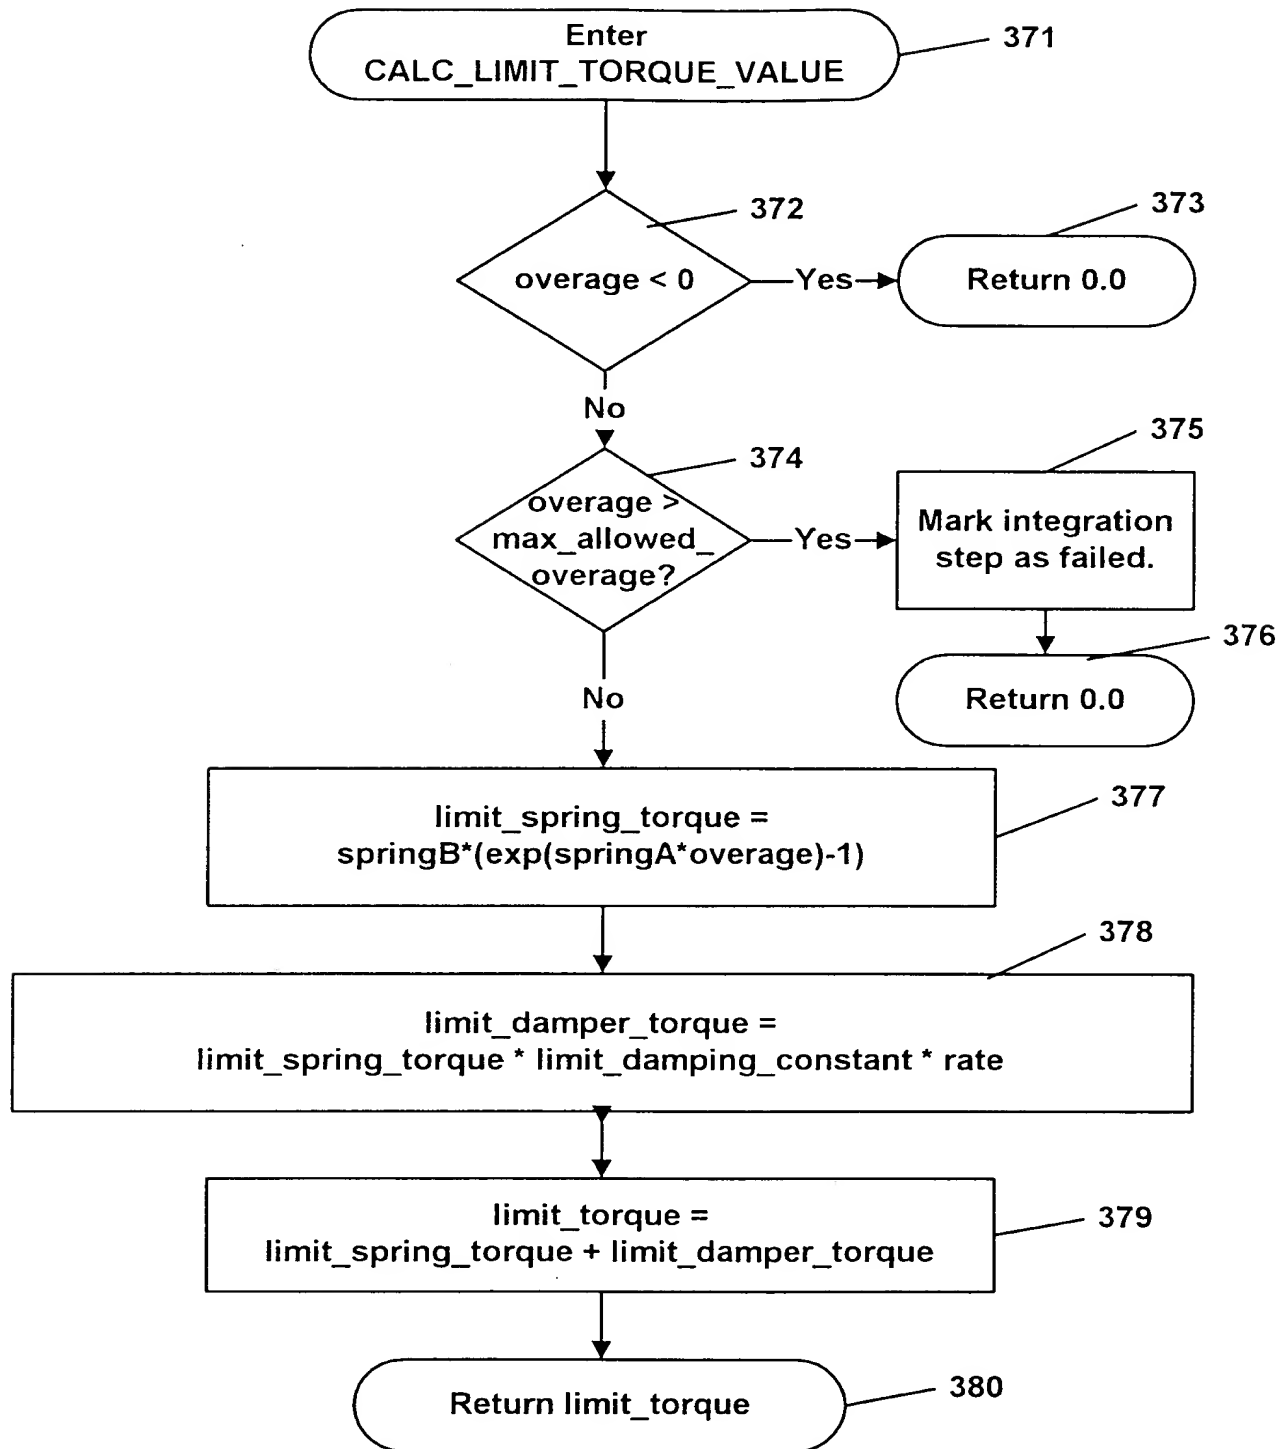 Enter
CALC_LIMIT_TORQUE_VALUE
371
372
overage < 0
Yes
373
Return 0.0
No
374
overage >
max_allowed_
overage?
Yes
375
Mark integration
step as failed.
376
Return 0.0
No
377
limit_spring_torque =
springB*(exp(springA*overage)-1)
378
limit_damper_torque =
limit_spring_torque * limit_damping_constant * rate
379
limit_torque =
limit_spring_torque + limit_damper_torque
380
Return limit_torque